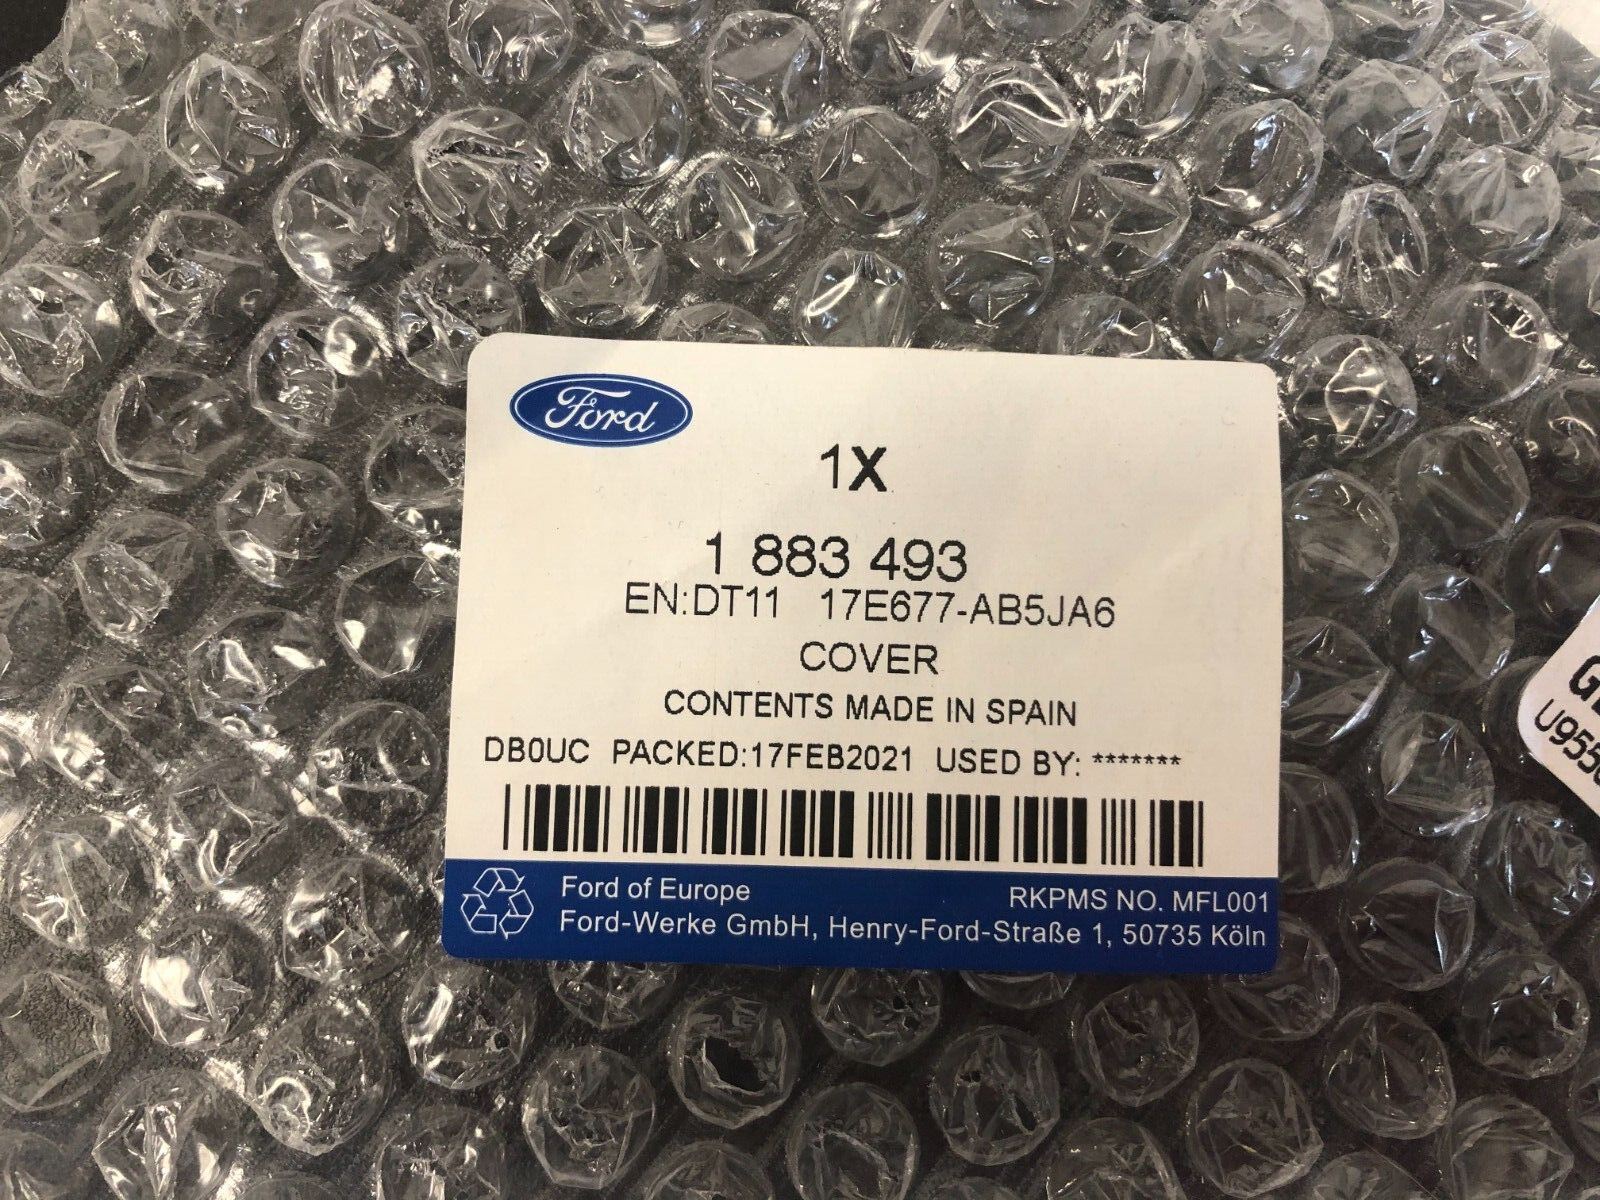 Ford
1X
1 883 493
EN:DT11 17E677-AB5JA6
COVER
CONTENTS MADE IN SPAIN
DB0UC PACKED:17FEB2021 USED BY: *******
Ford of Europe
RKPMS NO. MFL001
Ford-Werke GmbH, Henry-Ford-Straße 1, 50735 Köln